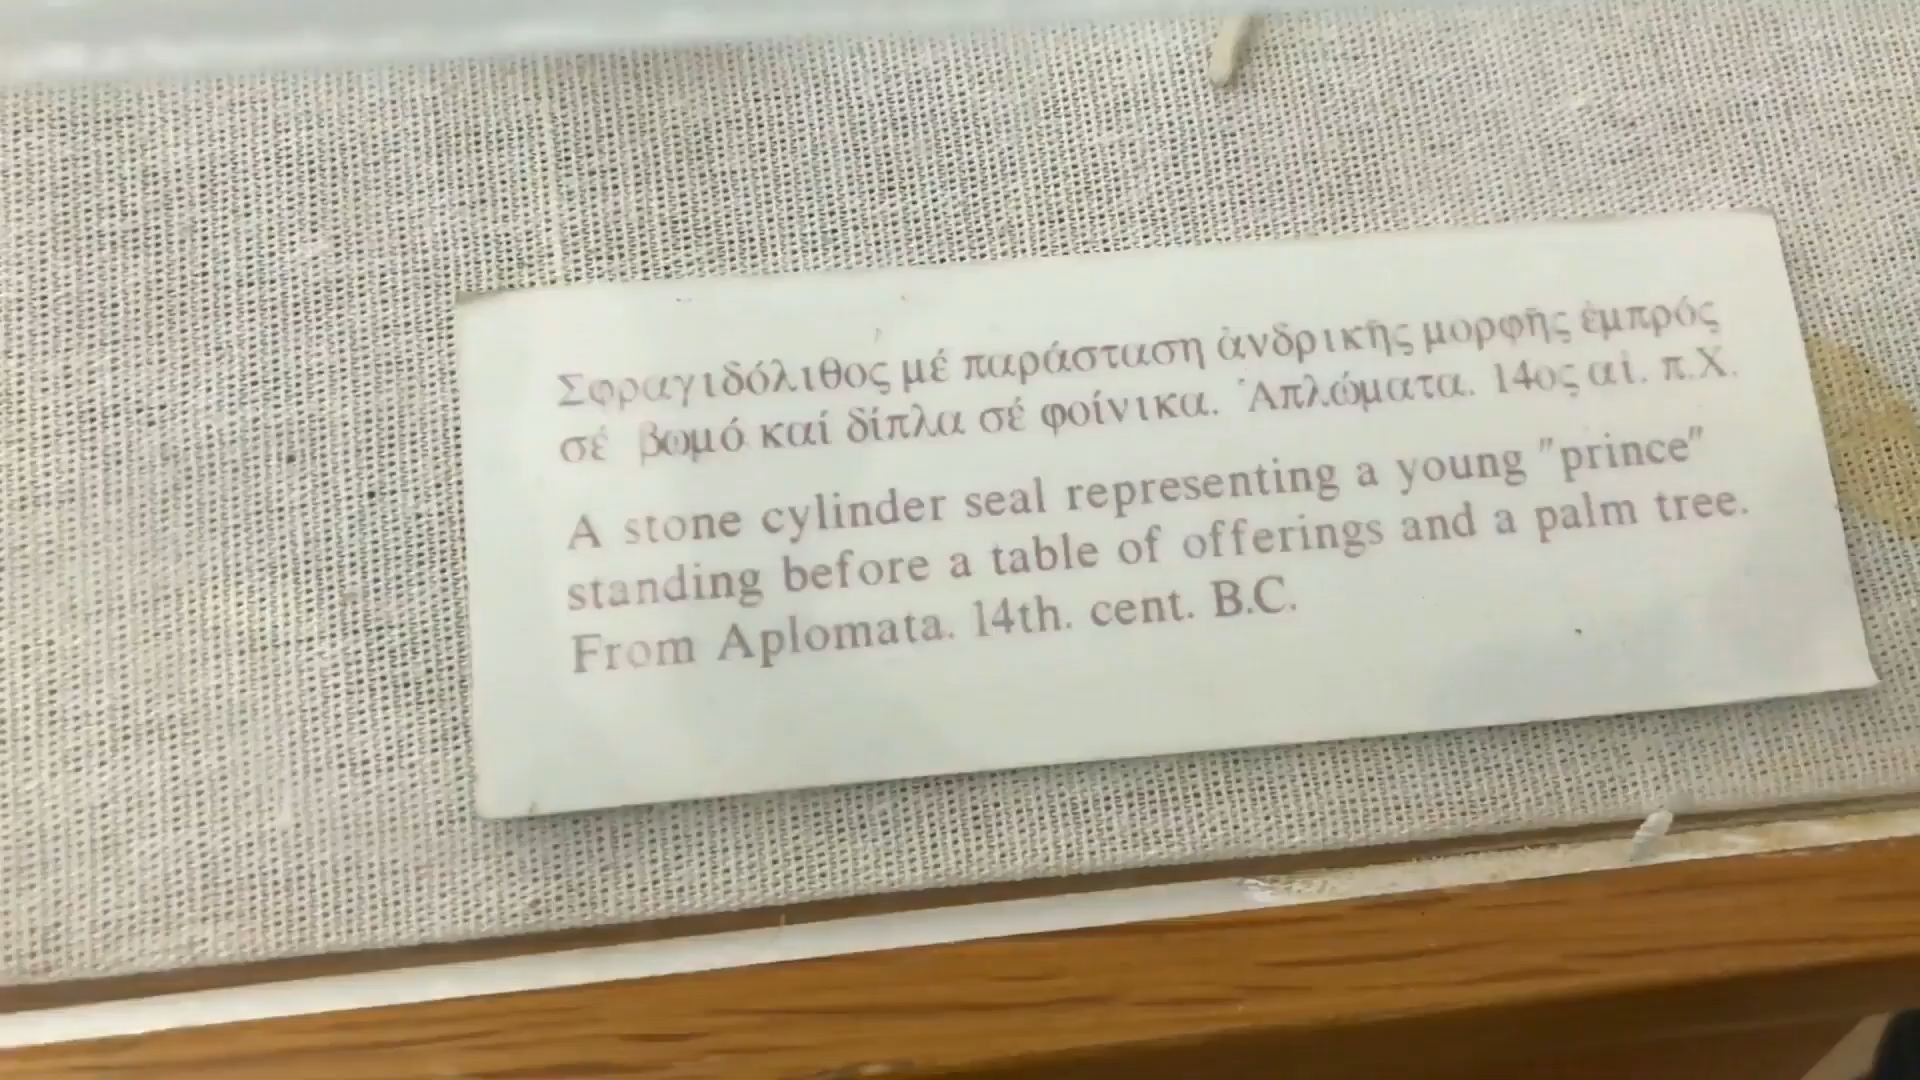 Σφραγιδόλιθος μέ παράσταση ἀνδρικῆς μορφῆς ἐμπρός
σέ βωμό καί δίπλα σέ φοίνικα. Ἀπλώματα. 14ος αἰ. π.Χ.
A stone cylinder seal representing a young "prince"
standing before a table of offerings and a palm tree.
From Aplomata. 14th. cent. B.C.